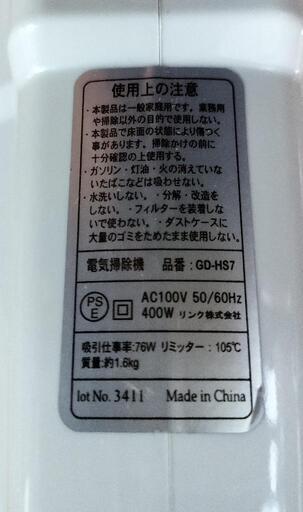 使用上の注意
・本製品は一般家庭用です。業務用
や掃除以外の目的で使用しない。
・本製品で床面の状態により傷つく
事があります。掃除かけの前に
十分確認の上使用する。
・ガソリン・灯油・火の消えていな
いたばこなどは吸わせない。
・水洗いしない。・分解・改造を
しない。・フィルターを装着しな
いで使わない。・ダストケースに
大量のゴミをためたまま使用しない。
電気掃除機 品番：GD-HS7
PS
E
AC100V 50/60Hz
400W リンク株式会社
吸引仕事率:76W リミッター：105℃
質量:約1.6kg
lot No. 3411 Made in China